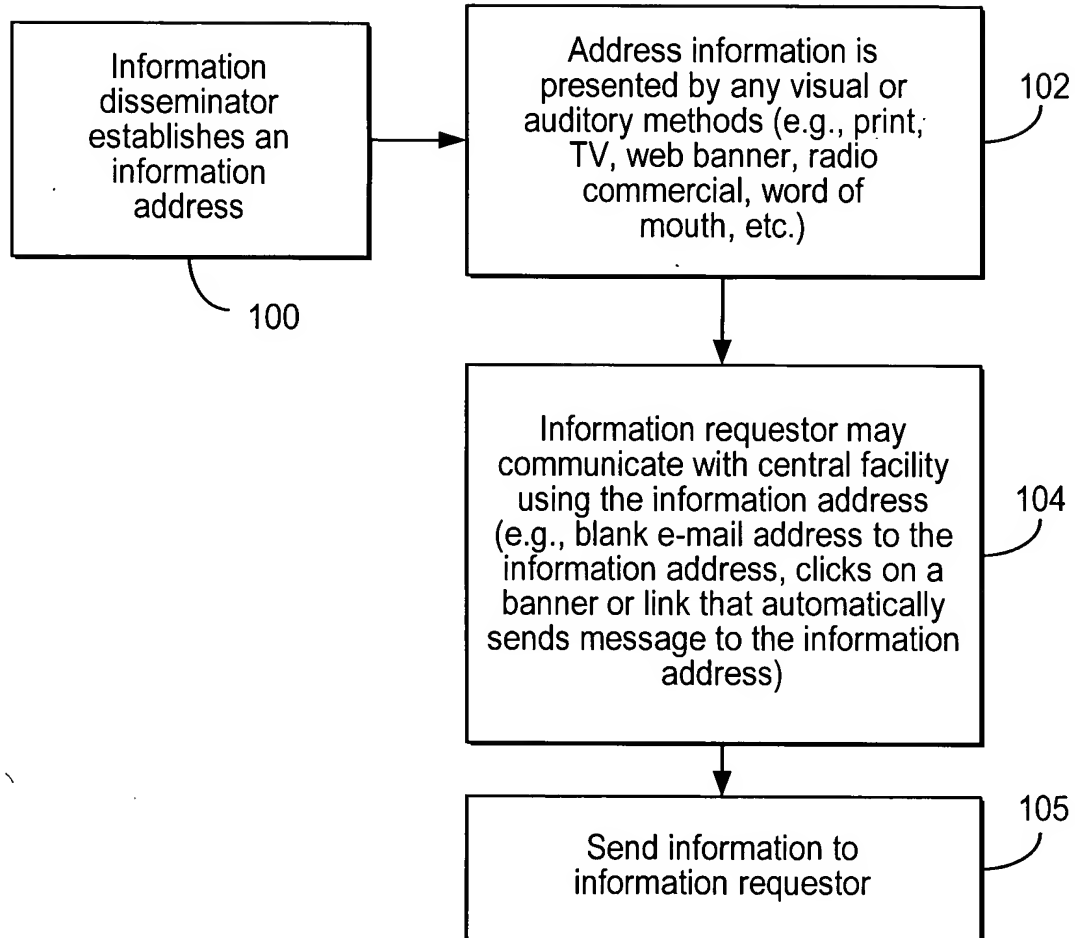 Information
disseminator
establishes an
information
address
100
Address information is
presented by any visual or
auditory methods (e.g., print,
TV, web banner, radio
commercial, word of
mouth, etc.)
102
Information requestor may
communicate with central facility
using the information address
(e.g., blank e-mail address to the
information address, clicks on a
banner or link that automatically
sends message to the information
address)
104
Send information to
information requestor
105